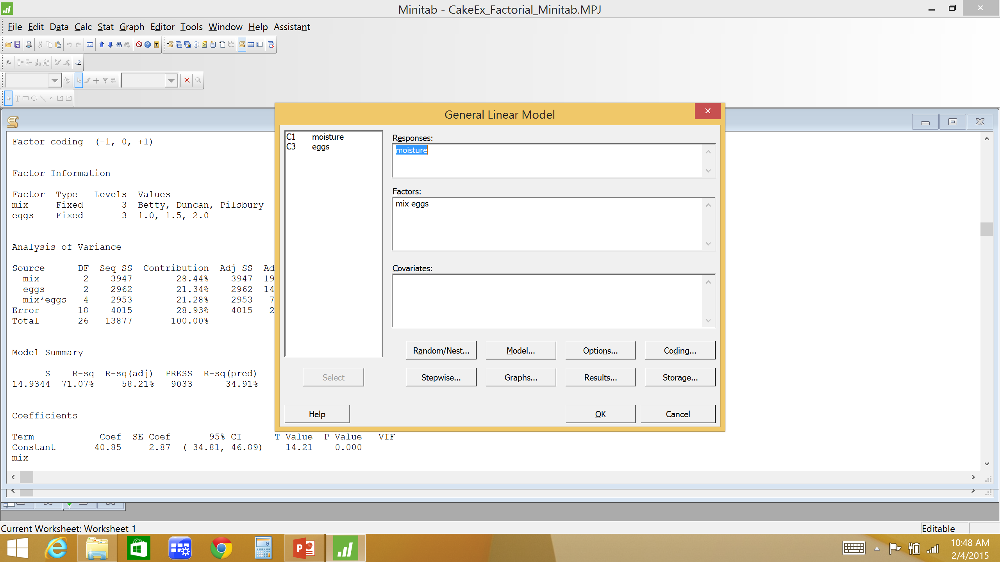 Minitab - CakeEx_Factorial_Minitab.MPJ
File Edit Data Calc Stat Graph Editor Tools Window Help Assistant
Factor coding (-1, 0, +1)
Factor Information
Factor Type Levels Values
mix Fixed 3 Betty, Duncan, Pilsbury
eggs Fixed 3 1.0, 1.5, 2.0
Analysis of Variance
Source DF Seq SS Contribution Adj SS Ad
mix 2 3947 28.44% 3947 19
eggs 2 2962 21.34% 2962 14
mix*eggs 4 2953 21.28% 2953 7
Error 18 4015 28.93% 4015 2
Total 26 13877 100.00%
Model Summary
S R-sq R-sq(adj) PRESS R-sq(pred)
14.9344 71.07% 58.21% 9033 34.91%
Coefficients
Term Coef SE Coef 95% CI T-Value P-Value VIF
Constant 40.85 2.87 ( 34.81, 46.89) 14.21 0.000
mix
General Linear Model
C1 moisture
C3 eggs
Responses:
moisture
Factors:
mix eggs
Covariates:
Random/Nest... Model... Options... Coding...
Select Stepwise... Graphs... Results... Storage...
Help OK Cancel
Current Worksheet: Worksheet 1
Editable
10:48 AM
2/4/2015